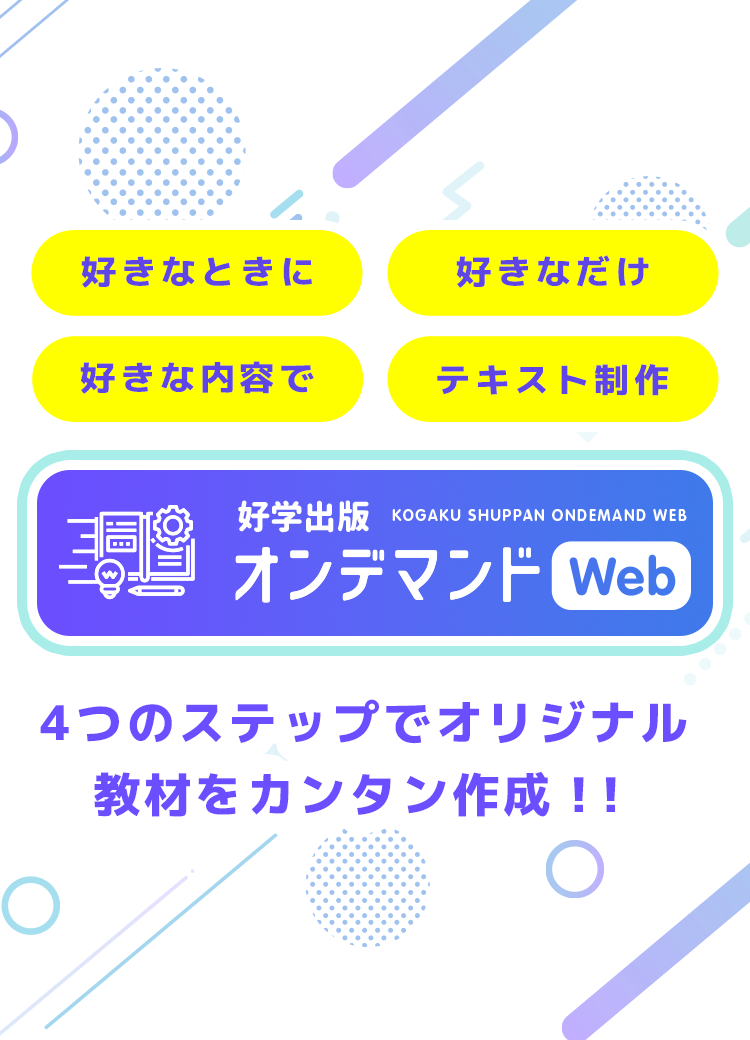 好きなときに
好きなだけ
好きな内容で
テキスト制作
好学出版 KOGAKU SHUPPAN ONDEMAND WEB
オンデマンド Web
4つのステップでオリジナル
教材をカンタン作成！！